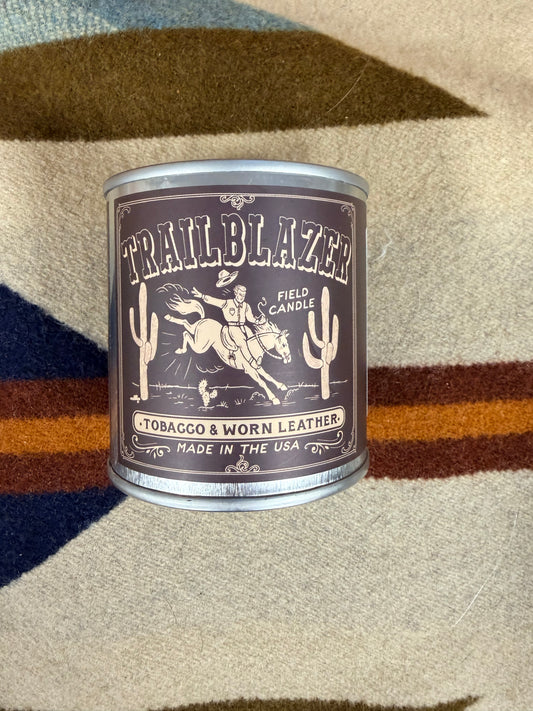 TRAILBLAZER
FIELD
CANDLE
·TOBACCO & WORN LEATHER·
MADE IN THE USA